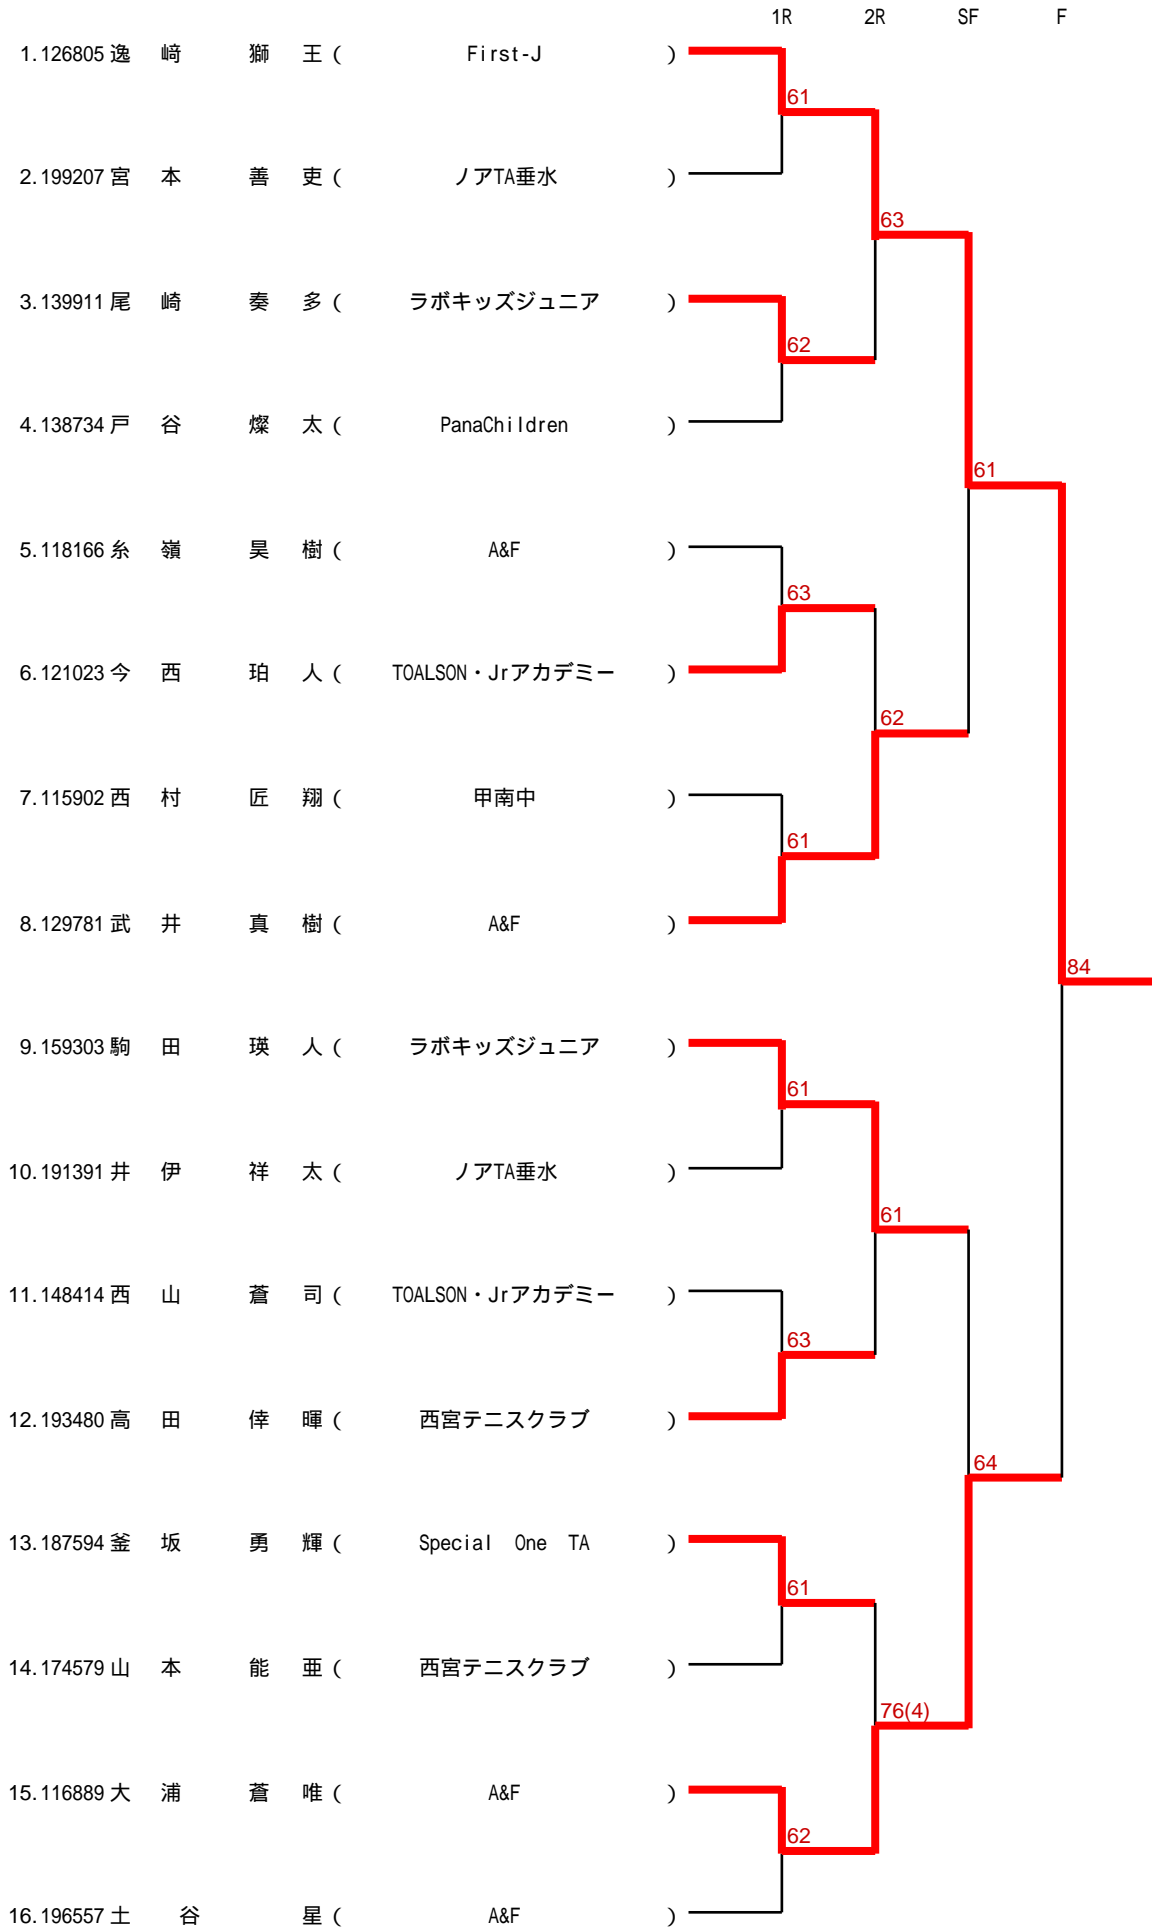 1R 2R SF F
1.126805 逸 﨑 獅 王 ( First-J )
61
2.199207 宮 本 善 吏 ( ノアTA垂水 )
63
3.139911 尾 崎 奏 多 ( ラボキッズジュニア )
62
4.138734 戸 谷 燦 太 ( PanaChildren )
61
5.118166 糸 嶺 昊 樹 ( A&F )
63
6.121023 今 西 珀 人 ( TOALSON・Jrアカデミー )
62
7.115902 西 村 匠 翔 ( 甲南中 )
61
8.129781 武 井 真 樹 ( A&F )
84
9.159303 駒 田 瑛 人 ( ラボキッズジュニア )
61
10.191391 井 伊 祥 太 ( ノアTA垂水 )
61
11.148414 西 山 蒼 司 ( TOALSON・Jrアカデミー )
63
12.193480 高 田 倖 暉 ( 西宮テニスクラブ )
64
13.187594 釜 坂 勇 輝 ( Special One TA )
61
14.174579 山 本 能 亜 ( 西宮テニスクラブ )
76(4)
15.116889 大 浦 蒼 唯 ( A&F )
62
16.196557 土 谷 星 ( A&F )